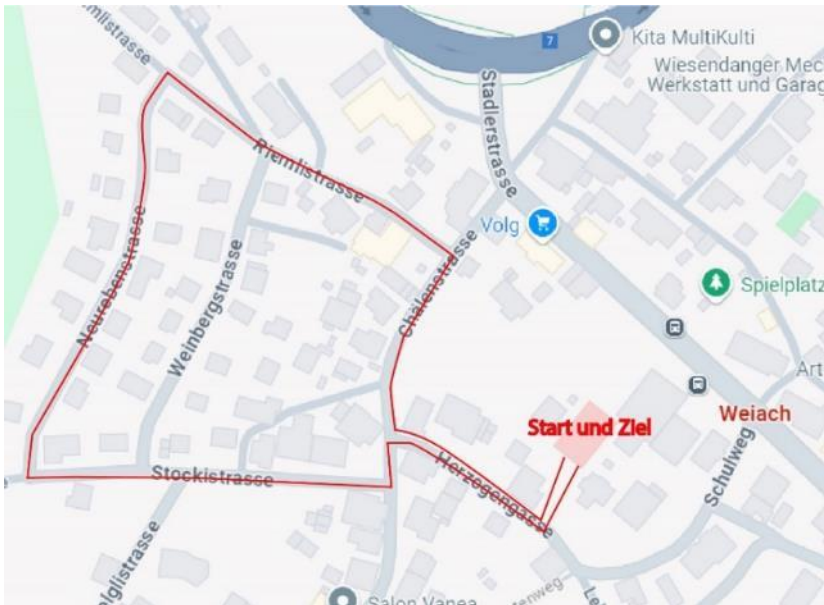 Riemlistrasse
7
Kita MultiKulti
Wiesendanger Mec
Werkstatt und Garag
Stadlerstrasse
Riemlistrasse
Volg
Neurebenstrasse
Weinbergstrasse
Chälenstrasse
Spielplatz
Art
Weiach
Start und Ziel
Schulweg
Herzogengasse
Stockistrasse
Salon Vanea